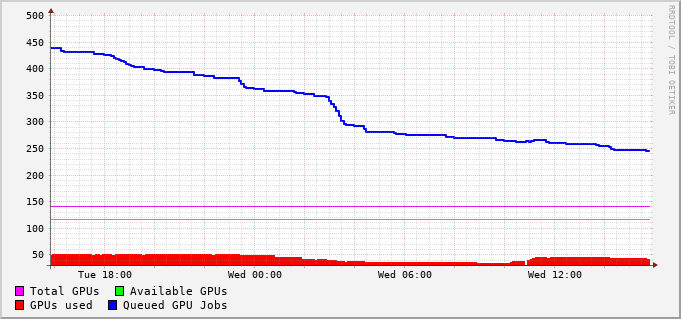 500
450
400
350
300
250
200
150
100
50
Tue 18:00 Wed 00:00 Wed 06:00 Wed 12:00
Total GPUs Available GPUs
GPUs used Queued GPU Jobs
RRDTOOL / TOBI OETIKER